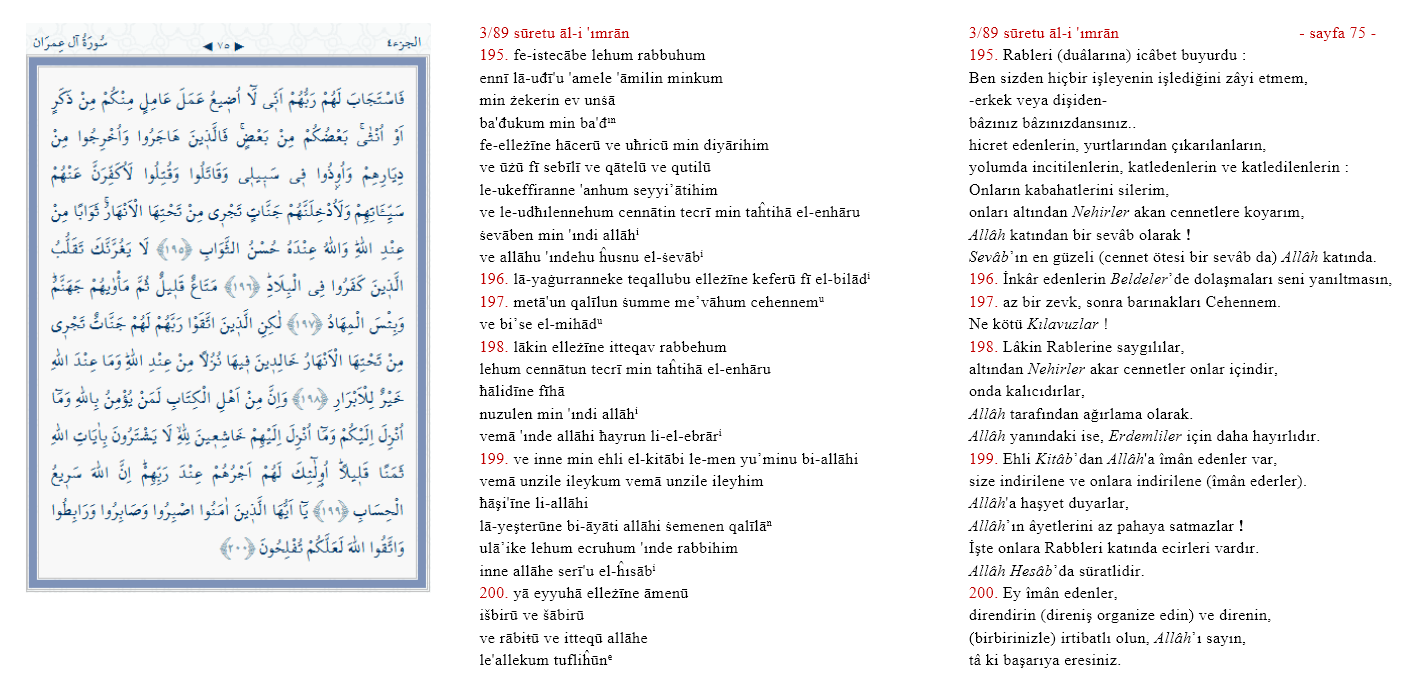 سُورَةُ آلِ عِمرَان
◀ ٧٥ ▶
الجزء٤
فَاسْتَجَابَ لَهُمْ رَبُّهُمْ اَنّ۪ي لَٓا اُض۪يعُ عَمَلَ عَامِلٍ مِنْكُمْ مِنْ ذَكَرٍ
اَوْ اُنْثٰىۚ بَعْضُكُمْ مِنْ بَعْضٍۚ فَالَّذ۪ينَ هَاجَرُوا وَاُخْرِجُوا مِنْ
دِيَارِهِمْ وَاُو۫ذُوا ف۪ي سَب۪يل۪ي وَقَاتَلُوا وَقُتِلُوا لَاُكَفِّرَنَّ عَنْهُمْ
سَيِّـَٔاتِهِمْ وَلَاُدْخِلَنَّهُمْ جَنَّاتٍ تَجْر۪ي مِنْ تَحْتِهَا الْاَنْهَارُۚ ثَوَابًا مِنْ
عِنْدِ اللّٰهِۜ وَاللّٰهُ عِنْدَهُ حُسْنُ الثَّوَابِ ﴿١٩٥﴾ لَا يَغُرَّنَّكَ تَقَلُّبُ
الَّذ۪ينَ كَفَرُوا فِي الْبِلَادِۜ ﴿١٩٦﴾ مَتَاعٌ قَل۪يلٌ ثُمَّ مَأْوٰيهُمْ جَهَنَّمُۜ
وَبِئْسَ الْمِهَادُ ﴿١٩٧﴾ لٰكِنِ الَّذ۪ينَ اتَّقَوْا رَبَّهُمْ لَهُمْ جَنَّاتٌ تَجْر۪ي
مِنْ تَحْتِهَا الْاَنْهَارُ خَالِد۪ينَ ف۪يهَا نُزُلًا مِنْ عِنْدِ اللّٰهِۜ وَمَا عِنْدَ اللّٰهِ
خَيْرٌ لِلْاَبْرَارِ ﴿١٩٨﴾ وَاِنَّ مِنْ اَهْلِ الْكِتَابِ لَمَنْ يُؤْمِنُ بِاللّٰهِ وَمَٓا
اُنْزِلَ اِلَيْكُمْ وَمَٓا اُنْزِلَ اِلَيْهِمْ خَاشِع۪ينَ لِلّٰهِۙ لَا يَشْتَرُونَ بِاٰيَاتِ اللّٰهِ
ثَمَنًا قَل۪يلًاۜ اُو۬لٰٓئِكَ لَهُمْ اَجْرُهُمْ عِنْدَ رَبِّهِمْۜ اِنَّ اللّٰهَ سَر۪يعُ
الْحِسَابِ ﴿١٩٩﴾ يَٓا اَيُّهَا الَّذ۪ينَ اٰمَنُوا اصْبِرُوا وَصَابِرُوا وَرَابِطُوا
وَاتَّقُوا اللّٰهَ لَعَلَّكُمْ تُفْلِحُونَ ﴿٢٠٠﴾
3/89 sūretu āl-i 'ımrān
195. fe-istecābe lehum rabbuhum
ennī lā-uđī'u 'amele 'āmilin minkum
min żekerin ev unśā
ba'đukum min ba'đⁱⁿ
fe-elleżīne hācerū ve uħricū min diyārihim
ve ūżū fī sebīlī ve qātelū ve qutilū
le-ukeffiranne 'anhum seyyi’ātihim
ve le-udħılennehum cennātin tecrī min taĥtihā el-enhāru
śevāben min 'ındi allāhⁱ
ve allāhu 'ındehu ĥusnu el-śevābⁱ
196. lā-yaġurranneke teqallubu elleżīne keferū fī el-bilādⁱ
197. metā'un qalīlun śumme me’vāhum cehennemᵘ
ve bi’se el-mihādᵘ
198. lākin elleżīne itteqav rabbehum
lehum cennātun tecrī min taĥtihā el-enhāru
ħālidīne fīhā
nuzulen min 'ındi allāhⁱ
vemā 'ınde allāhi ħayrun li-el-ebrārⁱ
199. ve inne min ehli el-kitābi le-men yu’minu bi-allāhi
vemā unzile ileykum vemā unzile ileyhim
ħāşi'īne li-allāhi
lā-yeşterūne bi-āyāti allāhi śemenen qalīlāⁿ
ulā’ike lehum ecruhum 'ınde rabbihim
inne allāhe serī'u el-ĥısābⁱ
200. yā eyyuhā elleżīne āmenū
işbirū ve šābirū
ve rābiŧū ve itteqū allāhe
le'allekum tufliĥūnᵉ
3/89 sūretu āl-i 'ımrān - sayfa 75 -
195. Rableri (duâlarına) icâbet buyurdu :
Ben sizden hiçbir işleyenin işlediğini zâyi etmem,
-erkek veya dişiden-
bâzınız bâzınızdansınız..
hicret edenlerin, yurtlarından çıkarılanların,
yolumda incitilenlerin, katledenlerin ve katledilenlerin :
Onların kabahatlerini silerim,
onları altından Nehirler akan cennetlere koyarım,
Allâh katından bir sevâb olarak !
Sevâb’ın en güzeli (cennet ötesi bir sevâb da) Allâh katında.
196. İnkâr edenlerin Beldeler’de dolaşmaları seni yanıltmasın,
197. az bir zevk, sonra barınakları Cehennem.
Ne kötü Kılavuzlar !
198. Lâkin Rablerine saygılılar,
altından Nehirler akar cennetler onlar içindir,
onda kalıcıdırlar,
Allâh tarafından ağırlama olarak.
Allâh yanındaki ise, Erdemliler için daha hayırlıdır.
199. Ehli Kitâb’dan Allâh'a îmân edenler var,
size indirilene ve onlara indirilene (îmân ederler).
Allâh'a haşyet duyarlar,
Allâh’ın âyetlerini az pahaya satmazlar !
İşte onlara Rabbleri katında ecirleri vardır.
Allâh Hesâb’da süratlidir.
200. Ey îmân edenler,
direndirin (direniş organize edin) ve direnin,
(birbirinizle) irtibatlı olun, Allâh’ı sayın,
tâ ki başarıya eresiniz.